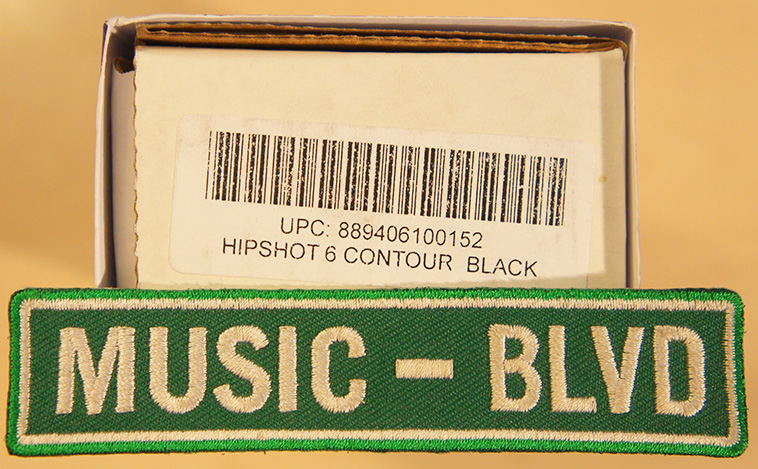 UPC: 889406100152
HIPSHOT 6 CONTOUR BLACK
MUSIC - BLVD